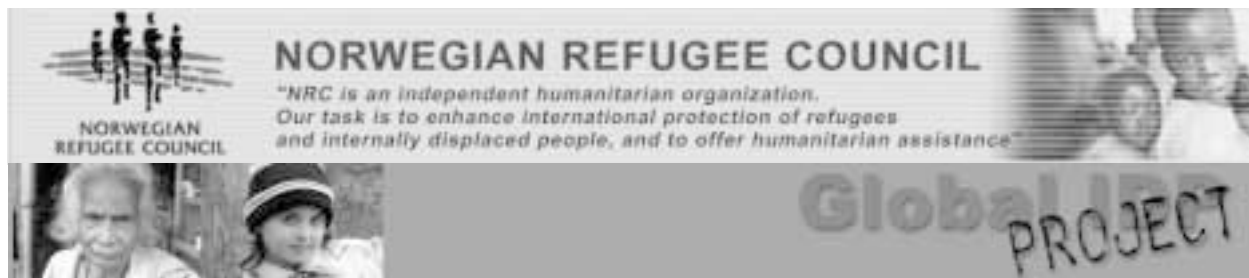 NORWEGIAN
REFUGEE COUNCIL
NORWEGIAN REFUGEE COUNCIL
"NRC is an independent humanitarian organization.
Our task is to enhance international protection of refugees
and internally displaced people, and to offer humanitarian assistance"
Global IDP
PROJECT